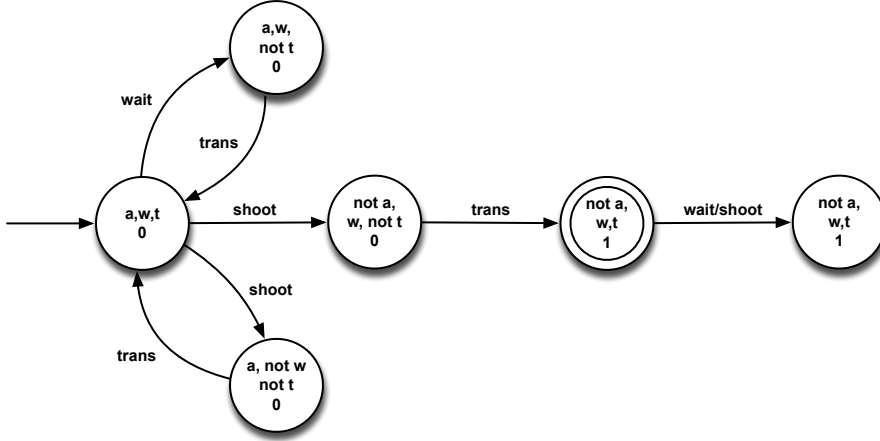 a,w,
not t
0
wait
trans
a,w,t
0
shoot
not a,
w, not t
0
trans
not a,
w,t
1
wait/shoot
not a,
w,t
1
shoot
trans
a, not w
not t
0